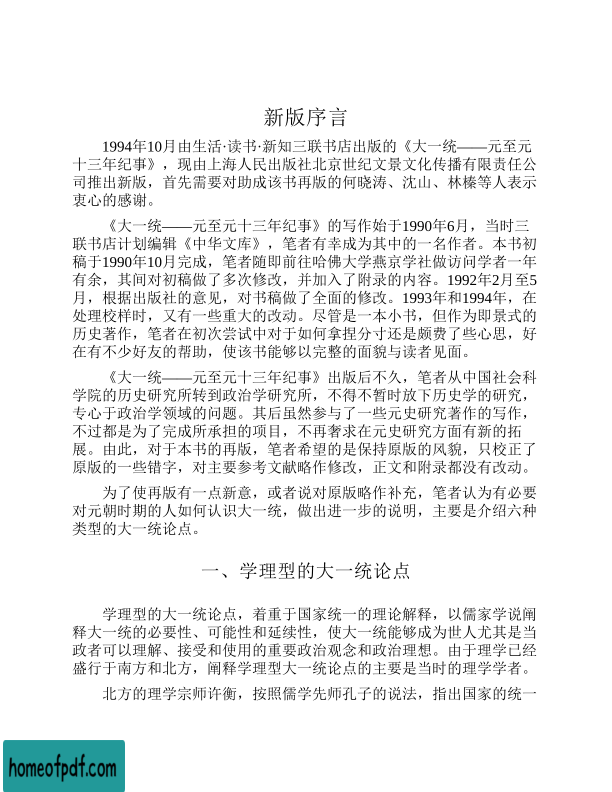 新版序言
1994年10月由生活·读书·新知三联书店出版的《大一统——元至元
十三年纪事》，现由上海人民出版社北京世纪文景文化传播有限责任公
司推出新版，首先需要对助成该书再版的何晓涛、沈山、林榛等人表示
衷心的感谢。
《大一统——元至元十三年纪事》的写作始于1990年6月，当时三
联书店计划编辑《中华文库》，笔者有幸成为其中的一名作者。本书初
稿于1990年10月完成，笔者随即前往哈佛大学燕京学社做访问学者一年
有余，其间对初稿做了多次修改，并加入了附录的内容。1992年2月至5
月，根据出版社的意见，对书稿做了全面的修改。1993年和1994年，在
处理校样时，又有一些重大的改动。尽管是一本小书，但作为即景式的
历史著作，笔者在初次尝试中对于如何拿捏分寸还是颇费了些心思，好
在有不少好友的帮助，使该书能够以完整的面貌与读者见面。
《大一统——元至元十三年纪事》出版后不久，笔者从中国社会科
学院的历史研究所转到政治学研究所，不得不暂时放下历史学的研究，
专心于政治学领域的问题。其后虽然参与了一些元史研究著作的写作，
不过都是为了完成所承担的项目，不再奢求在元史研究方面有新的拓
展。由此，对于本书的再版，笔者希望的是保持原版的风貌，只校正了
原版的一些错字，对主要参考文献略作修改，正文和附录都没有改动。
为了使再版有一点新意，或者说对原版略作补充，笔者认为有必要
对元朝时期的人如何认识大一统，做出进一步的说明，主要是介绍六种
类型的大一统论点。
一、学理型的大一统论点
学理型的大一统论点，着重于国家统一的理论解释，以儒家学说阐
释大一统的必要性、可能性和延续性，使大一统能够成为世人尤其是当
政者可以理解、接受和使用的重要政治观念和政治理想。由于理学已经
盛行于南方和北方，阐释学理型大一统论点的主要是当时的理学学者。
北方的理学宗师许衡，按照儒学先师孔子的说法，指出国家的统一
homeofpdf.com